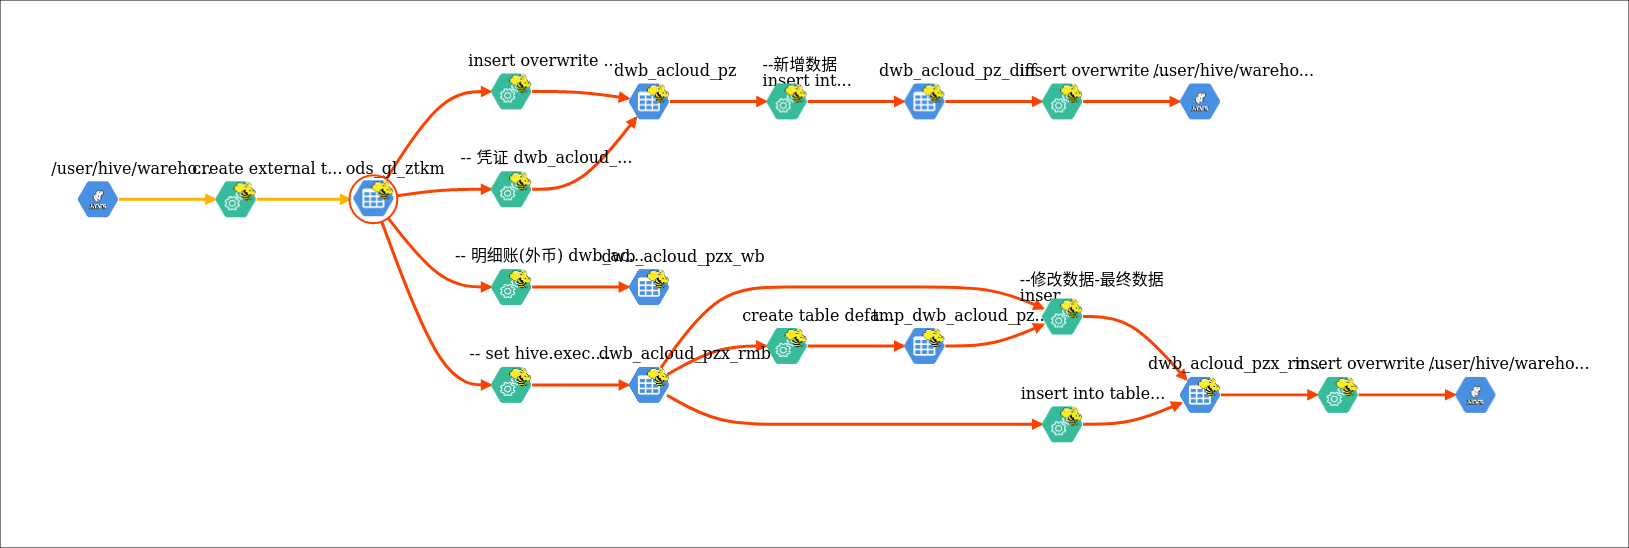 insert overwrite ...
dwb_acloud_pz
--新增数据
insert int...
dwb_acloud_pz_diff
insert overwrite ...
/user/hive/wareho...
/user/hive/wareho...
create external t...
ods_gl_ztkm
-- 凭证 dwb_acloud_...
-- 明细账(外币) dwb_ac...
dwb_acloud_pzx_wb
--修改数据-最终数据
inser...
create table defa...
tmp_dwb_acloud_pz...
-- set hive.exec...
dwb_acloud_pzx_rmb
dwb_acloud_pzx_rm...
insert overwrite ...
/user/hive/wareho...
insert into table...